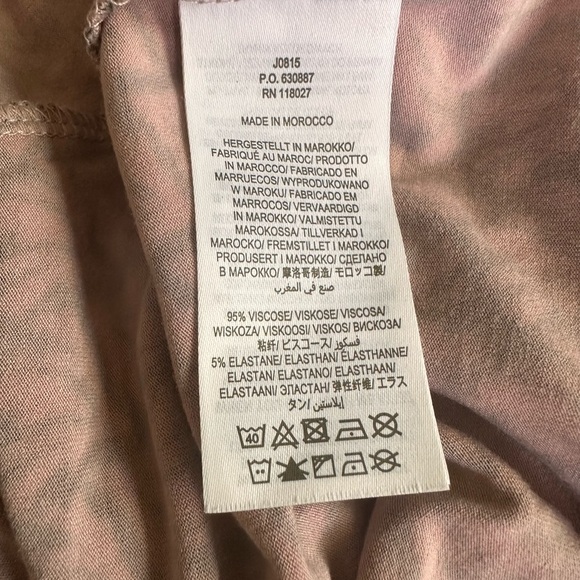 J0815
P.O. 630887
RN 118027
MADE IN MOROCCO
HERGESTELLT IN MAROKKO/
FABRIQUÉ AU MAROC/ PRODOTTO
IN MAROCCO/ FABRICADO EN
MARRUECOS/ WYPRODUKOWANO
W MAROKU/ FABRICADO EM
MARROCOS/ VERVAARDIGD
IN MAROKKO/ VALMISTETTU
MAROKOSSA/ TILLVERKAD I
MAROCKO/ FREMSTILLET I MAROKKO/
PRODUSERT I MAROKKO/ СДЕЛАНО
В МАРОККО/ 摩洛哥制造/ モロッコ製/
صنع في المغرب
95% VISCOSE/ VISKOSE/ VISCOSA/
WISKOZA/ VISKOOSI/ VISKOS/ ВИСКОЗА/
粘纤/ ビスコース/ فسكوز/
5% ELASTANE/ ELASTHAN/ ELASTHANNE/
ELASTAN/ ELASTANO/ ELASTHAAN/
ELASTAANI/ ЭЛАСТАН/ 弹性纤维/ エラス
タン/ إيلاستين
40